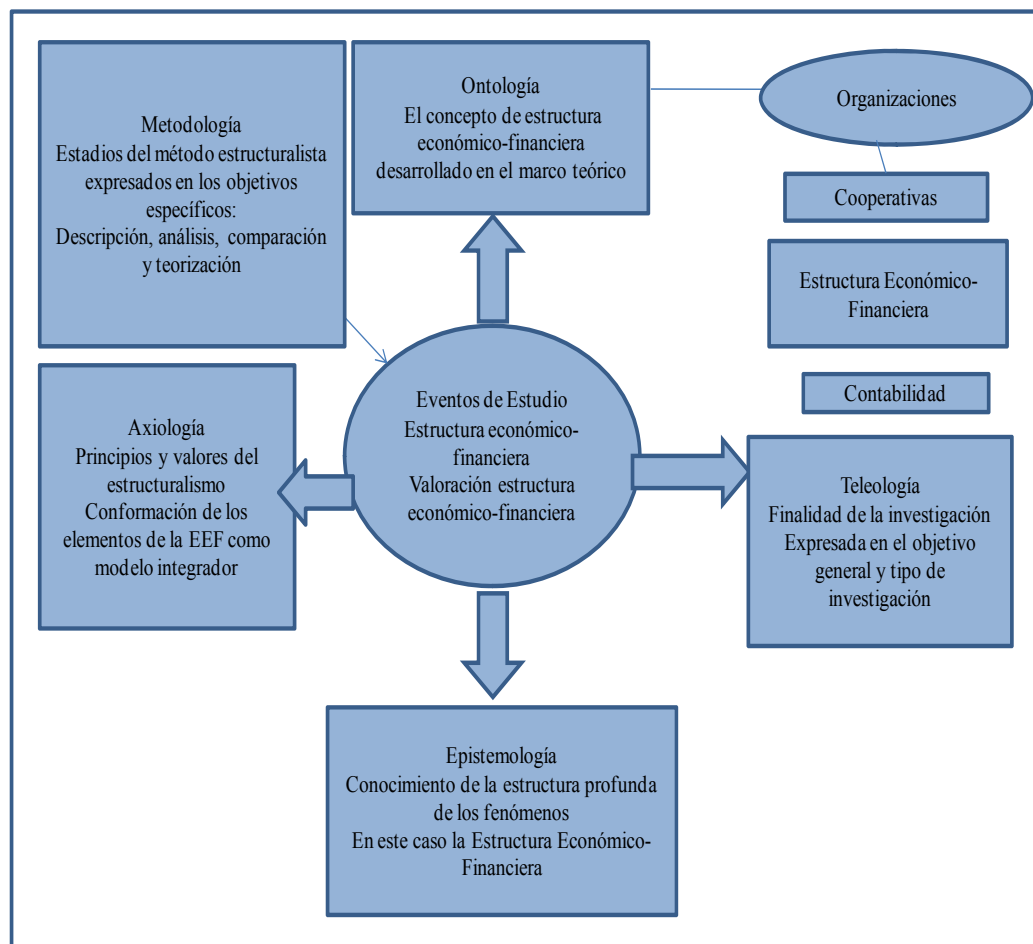 Metodología
Estadios del método estructuralista
expresados en los objetivos
específicos:
Descripción, análisis, comparación
y teorización
Ontología
El concepto de estructura
económico-financiera
desarrollado en el marco teórico
Organizaciones
Cooperativas
Estructura Económico-
Financiera
Contabilidad
Axiología
Principios y valores del
estructuralismo
Conformación de los
elementos de la EEF como
modelo integrador
Eventos de Estudio
Estructura económico-
financiera
Valoración estructura
económico-financiera
Teleología
Finalidad de la investigación
Expresada en el objetivo
general y tipo de
investigación
Epistemología
Conocimiento de la estructura profunda
de los fenómenos
En este caso la Estructura Económico-
Financiera